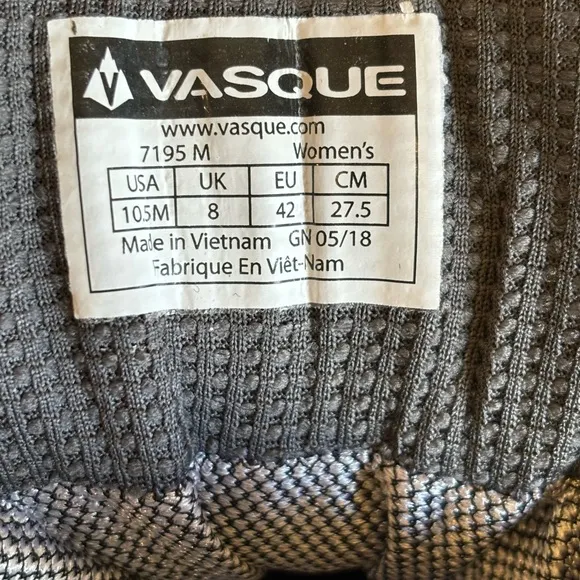 VASQUE
www.vasque.com
7195 M Women's
USA UK EU CM
105M 8 42 27.5
Made in Vietnam GN 05/18
Fabrique En Viêt-Nam